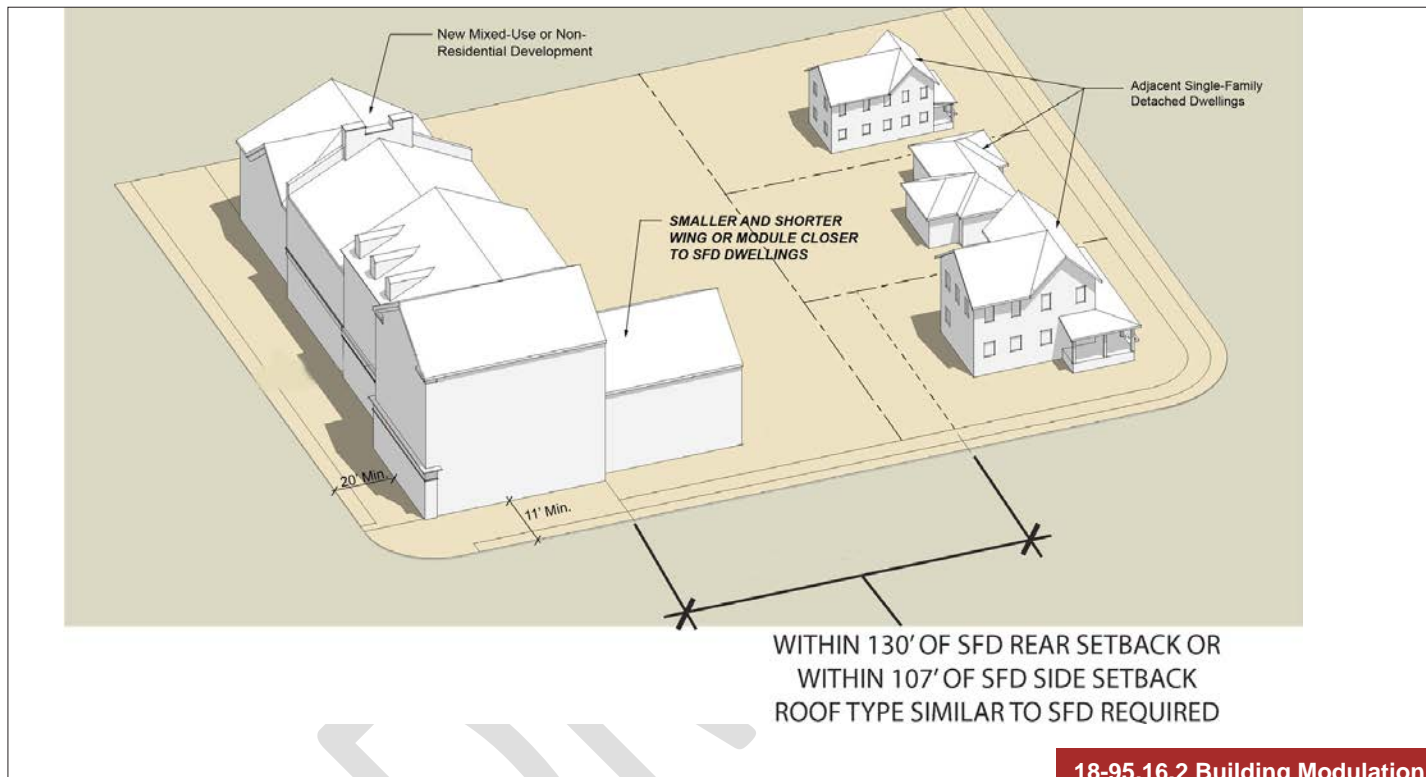 New Mixed-Use or Non-
Residential Development
Adjacent Single-Family
Detached Dwellings
SMALLER AND SHORTER
WING OR MODULE CLOSER
TO SFD DWELLINGS
20' Min.
11' Min.
WITHIN 130' OF SFD REAR SETBACK OR
WITHIN 107' OF SFD SIDE SETBACK
ROOF TYPE SIMILAR TO SFD REQUIRED
18-95.16.2 Building Modulation